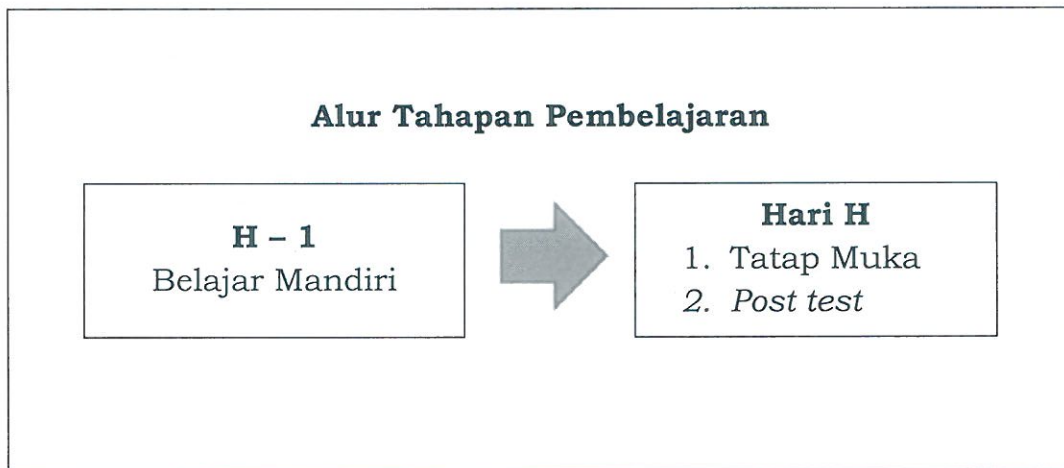 Alur Tahapan Pembelajaran
H – 1
Belajar Mandiri
Hari H
1. Tatap Muka
2. Post test